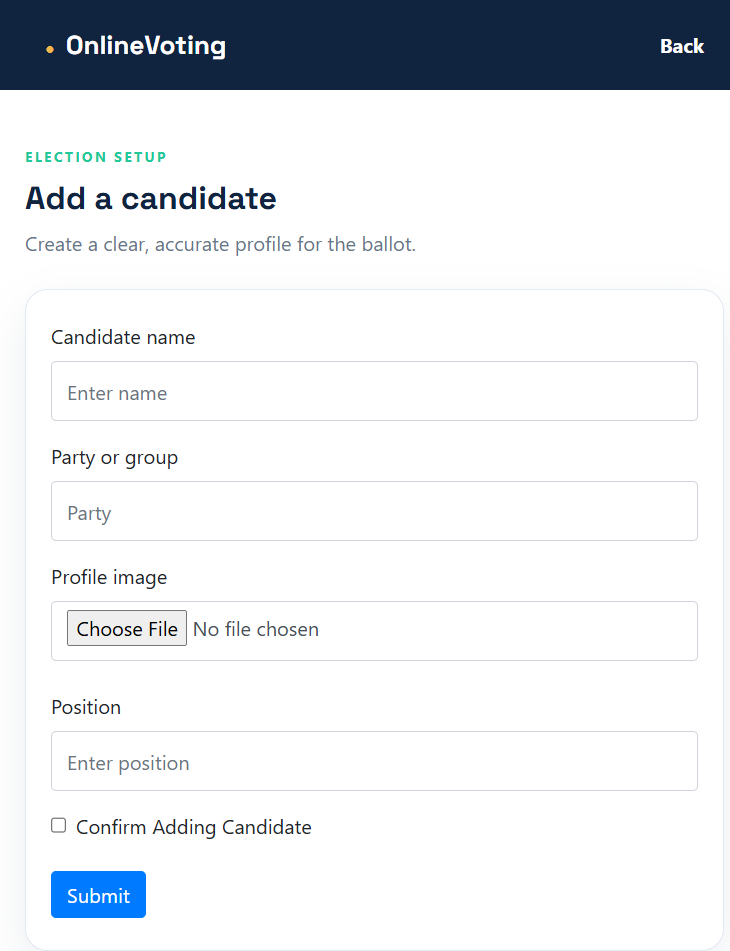 OnlineVoting
Back
ELECTION SETUP
Add a candidate
Create a clear, accurate profile for the ballot.
Candidate name
Enter name
Party or group
Party
Profile image
Choose File No file chosen
Position
Enter position
Confirm Adding Candidate
Submit